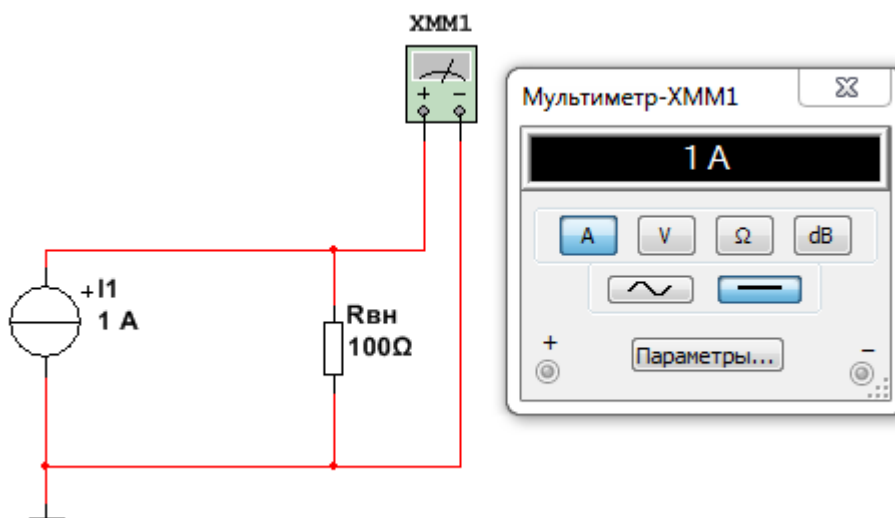 XMM1
+ −
+ I1
1 A
Rвн
100Ω
Мультиметр-XMM1
1 A
A V Ω dB
+ −
Параметры...